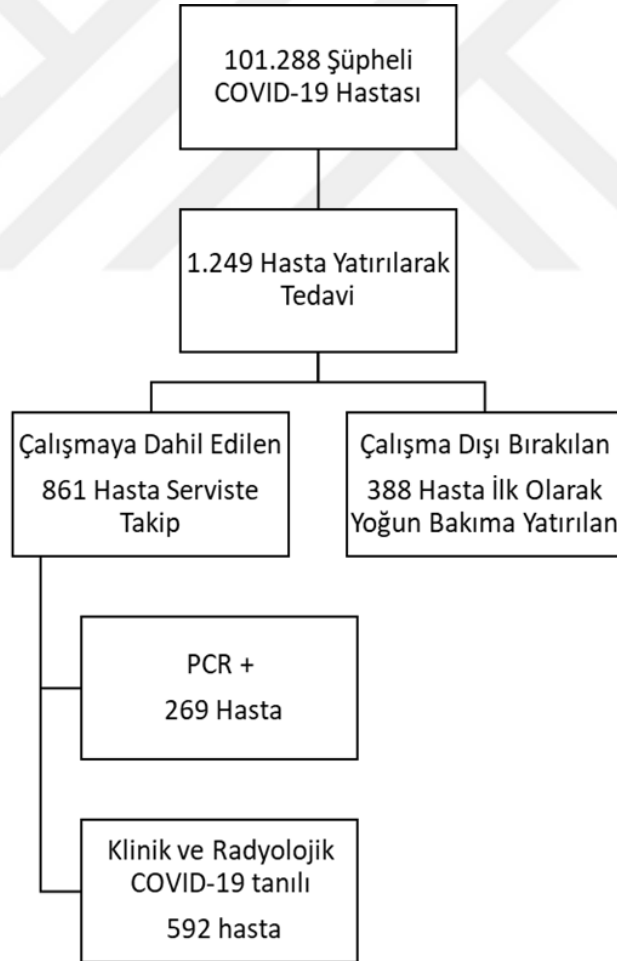 101.288 Şüpheli
COVID-19 Hastası
1.249 Hasta Yatırılarak
Tedavi
Çalışmaya Dahil Edilen
861 Hasta Serviste
Takip
Çalışma Dışı Bırakılan
388 Hasta İlk Olarak
Yoğun Bakıma Yatırılan
PCR +
269 Hasta
Klinik ve Radyolojik
COVID-19 tanılı
592 hasta